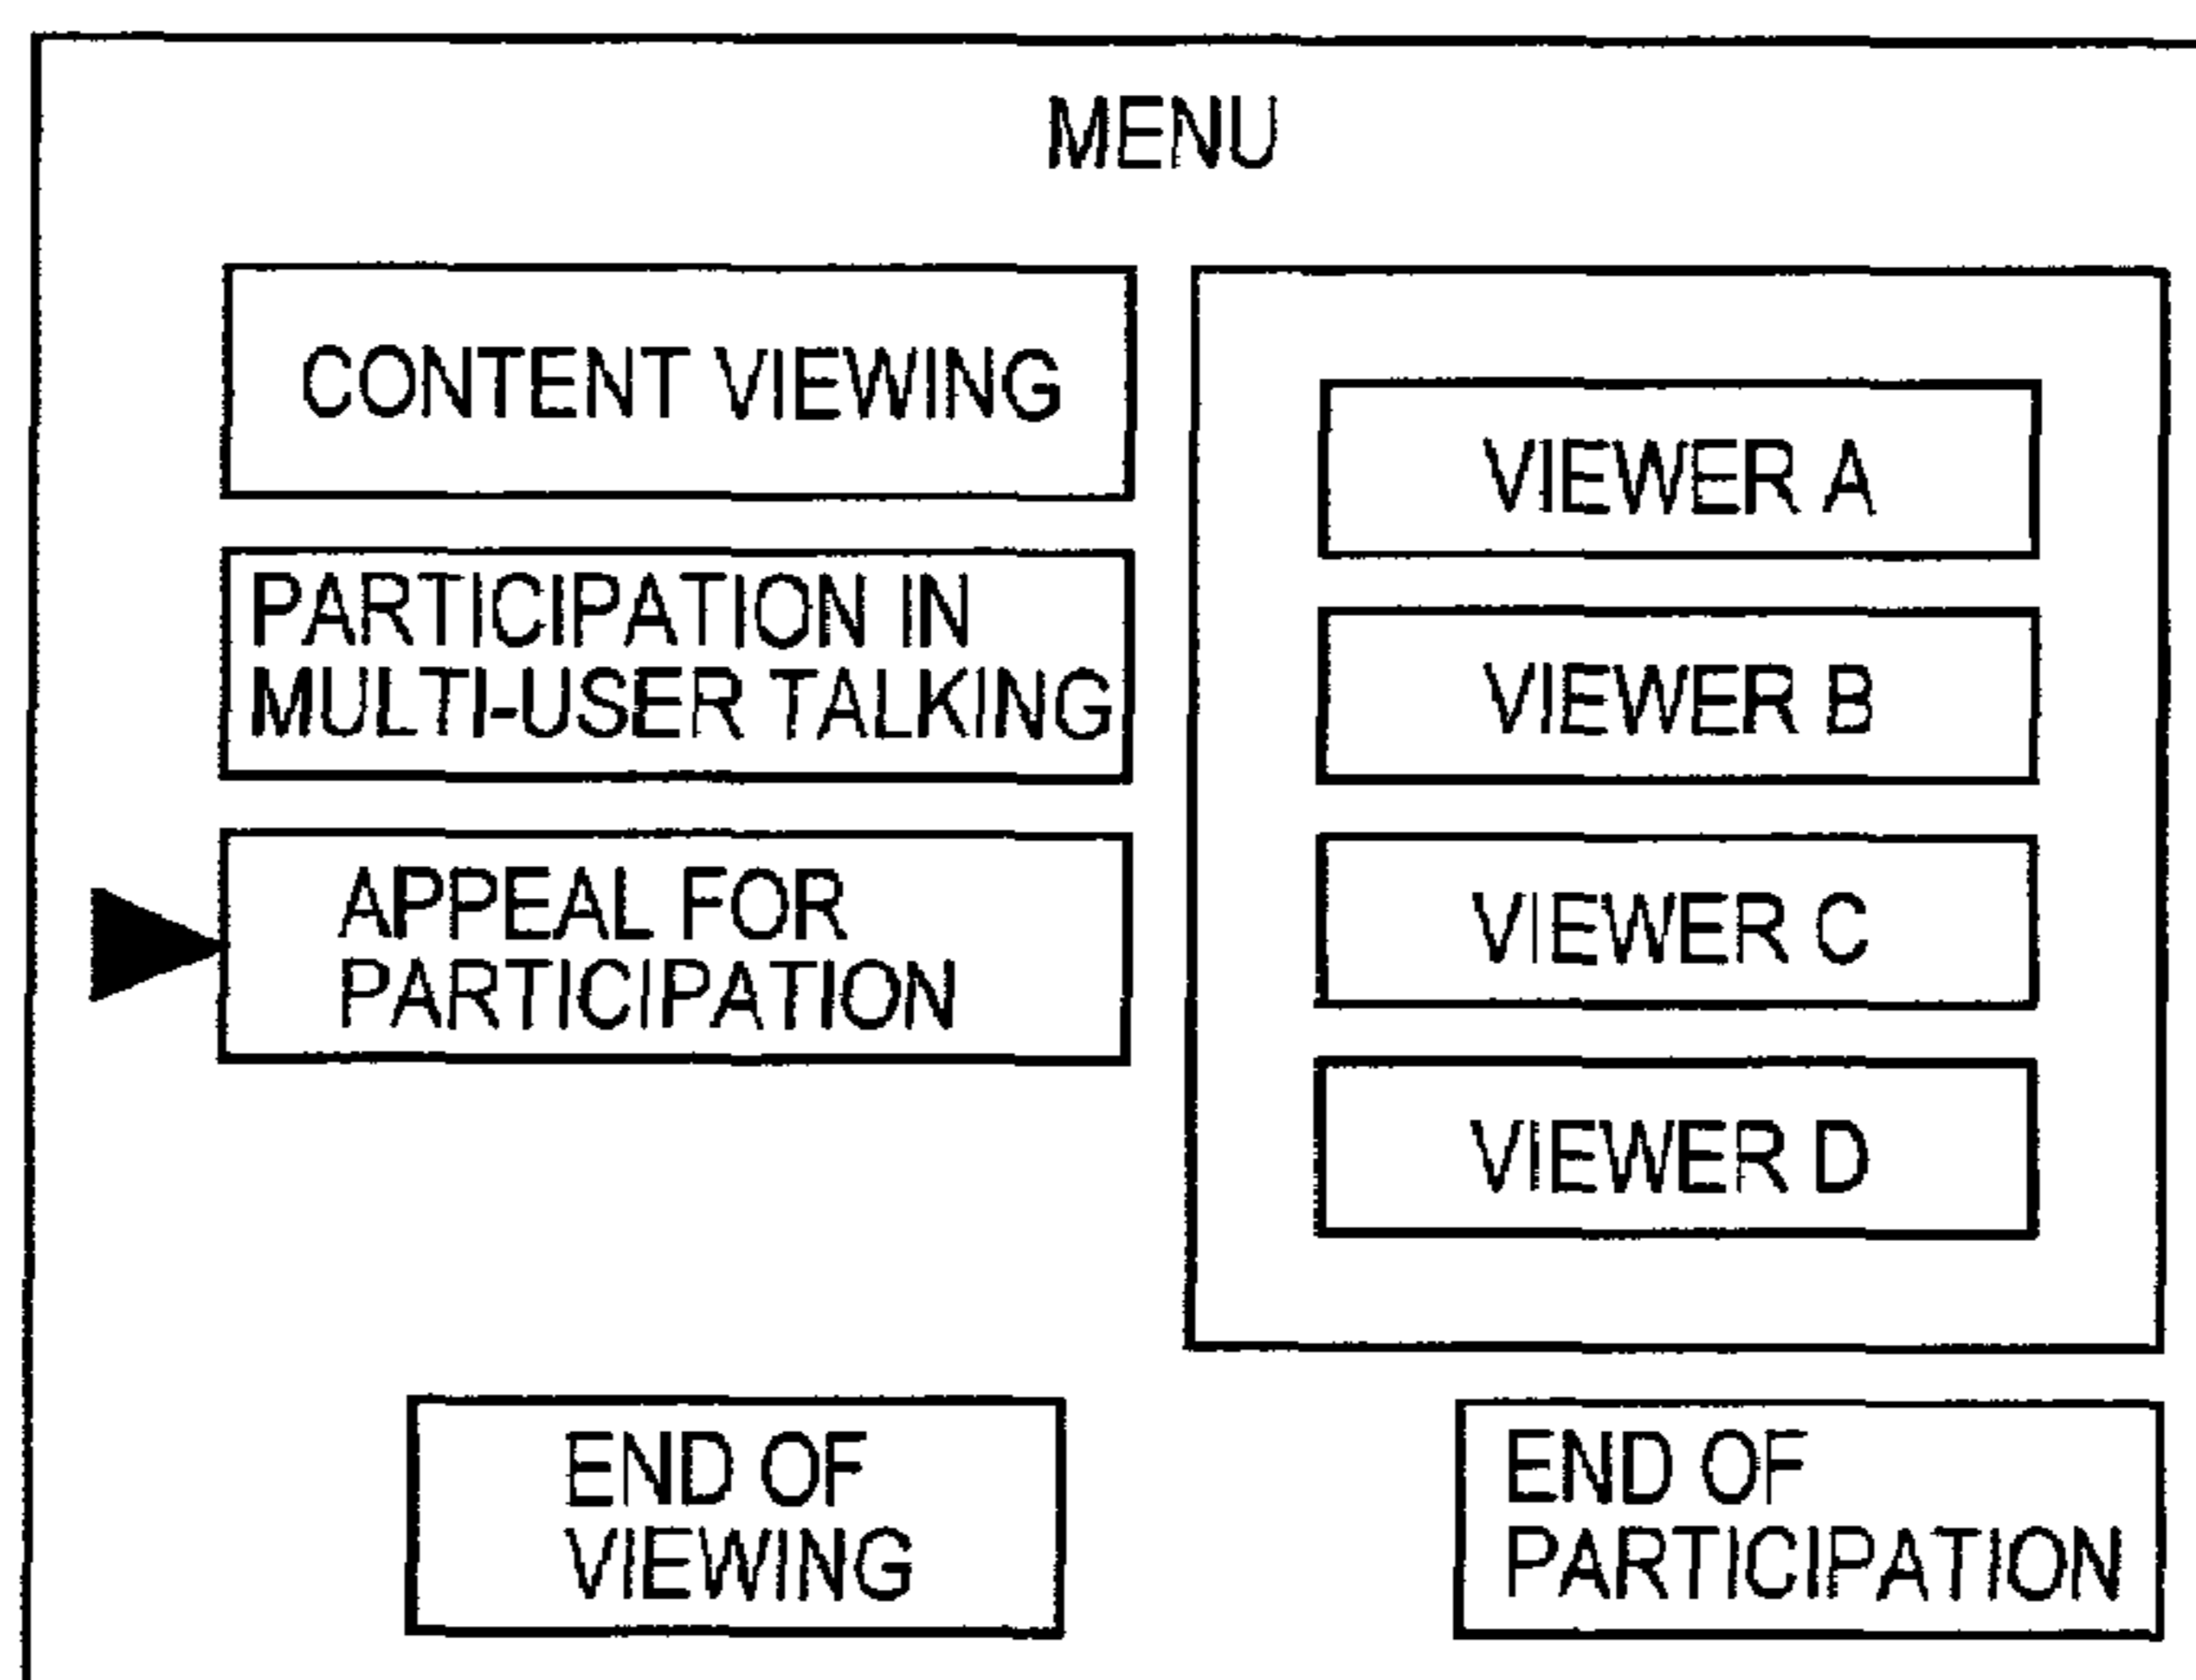 MENU
CONTENT VIEWING
PARTICIPATION IN
MULTI-USER TALKING
APPEAL FOR
PARTICIPATION
VIEWER A
VIEWER B
VIEWER C
VIEWER D
END OF
VIEWING
END OF
PARTICIPATION